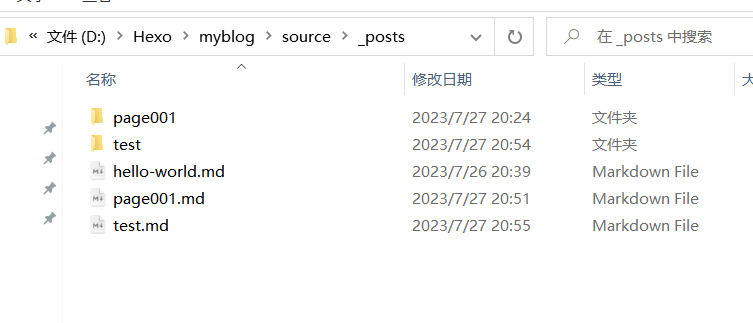 « 文件 (D:) > Hexo > myblog > source > _posts
在 _posts 中搜索
名称 修改日期 类型
page001 2023/7/27 20:24 文件夹
test 2023/7/27 20:54 文件夹
hello-world.md 2023/7/26 20:39 Markdown File
page001.md 2023/7/27 20:51 Markdown File
test.md 2023/7/27 20:55 Markdown File